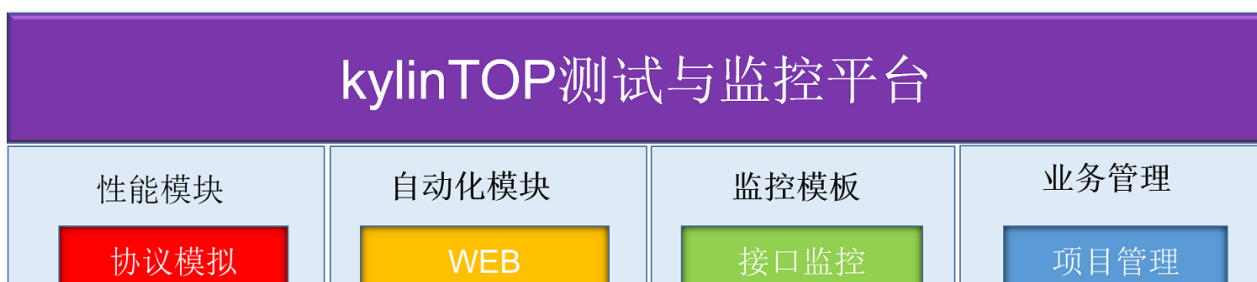 kylinTOP测试与监控平台
性能模块
自动化模块
监控模板
业务管理
协议模拟
WEB
接口监控
项目管理